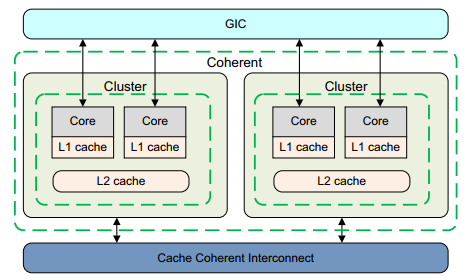 GIC
Coherent
Cluster
Core
Core
L1 cache
L1 cache
L2 cache
Cluster
Core
Core
L1 cache
L1 cache
L2 cache
Cache Coherent Interconnect